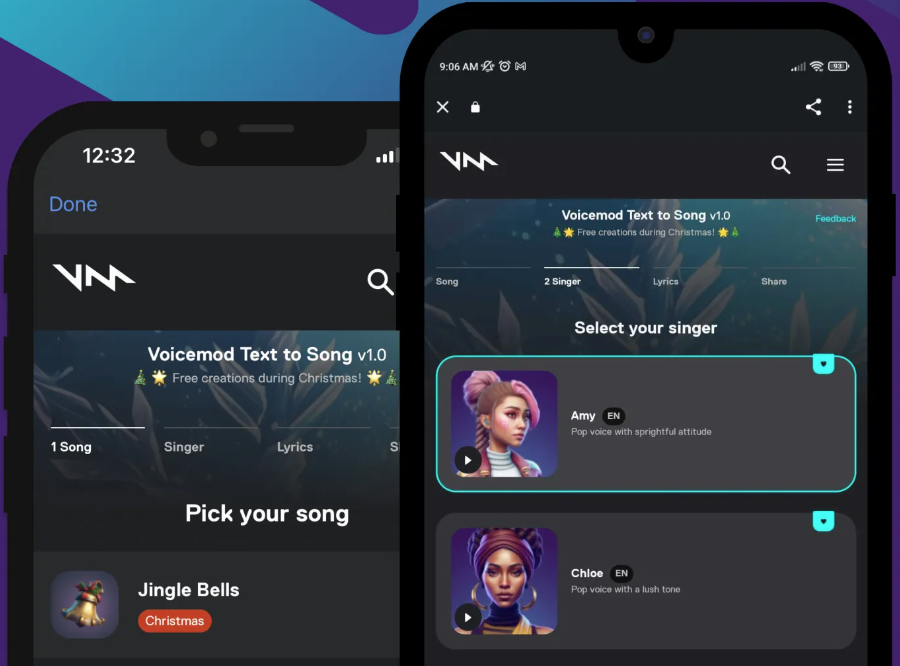 12:32
Done
VM
Voicemod Text to Song v1.0
🎄🌟 Free creations during Christmas! 🌟🎄
1 Song
Singer
Lyrics
S
Pick your song
Jingle Bells
Christmas
9:06 AM
93
VM
Voicemod Text to Song v1.0
Feedback
🎄🌟 Free creations during Christmas! 🌟🎄
Song
2 Singer
Lyrics
Share
Select your singer
Amy EN
Pop voice with sprightful attitude
Chloe EN
Pop voice with a lush tone